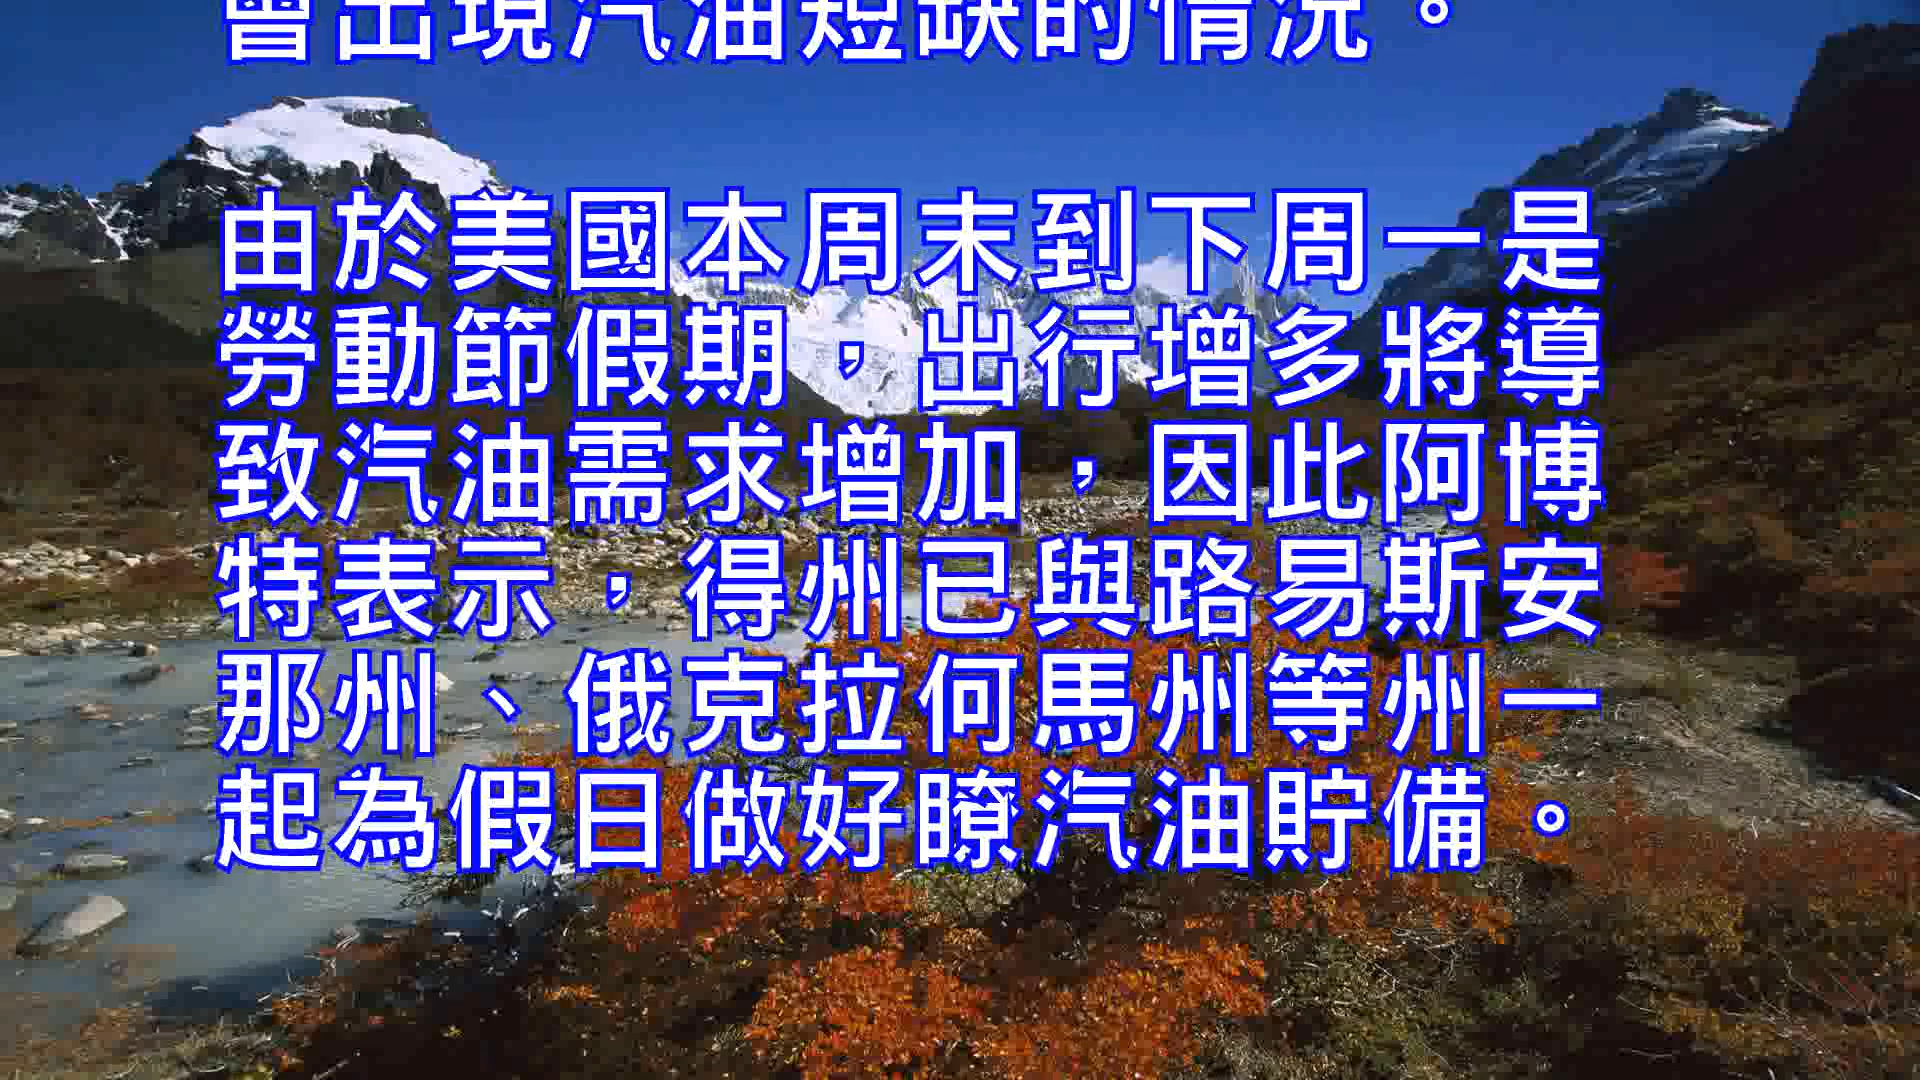 會出現汽油短缺的情況。
由於美國本周末到下周一是
勞動節假期，出行增多將導
致汽油需求增加，因此阿博
特表示，得州已與路易斯安
那州、俄克拉何馬州等州一
起為假日做好瞭汽油貯備。